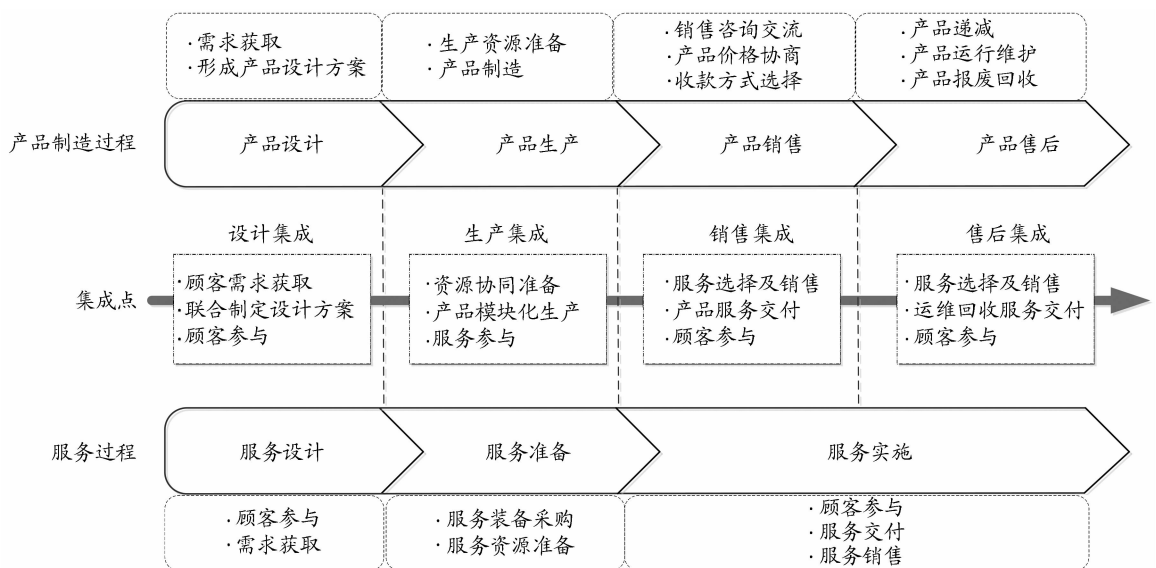 ·需求获取
·形成产品设计方案
·生产资源准备
·产品制造
·销售咨询交流
·产品价格协商
·收款方式选择
·产品递减
·产品运行维护
·产品报废回收
产品制造过程
产品设计
产品生产
产品销售
产品售后
设计集成
生产集成
销售集成
售后集成
集成点
·顾客需求获取
·联合制定设计方案
·顾客参与
·资源协同准备
·产品模块化生产
·服务参与
·服务选择及销售
·产品服务交付
·顾客参与
·服务选择及销售
·运维回收服务交付
·顾客参与
服务过程
服务设计
服务准备
服务实施
·顾客参与
·需求获取
·服务装备采购
·服务资源准备
·顾客参与
·服务交付
·服务销售